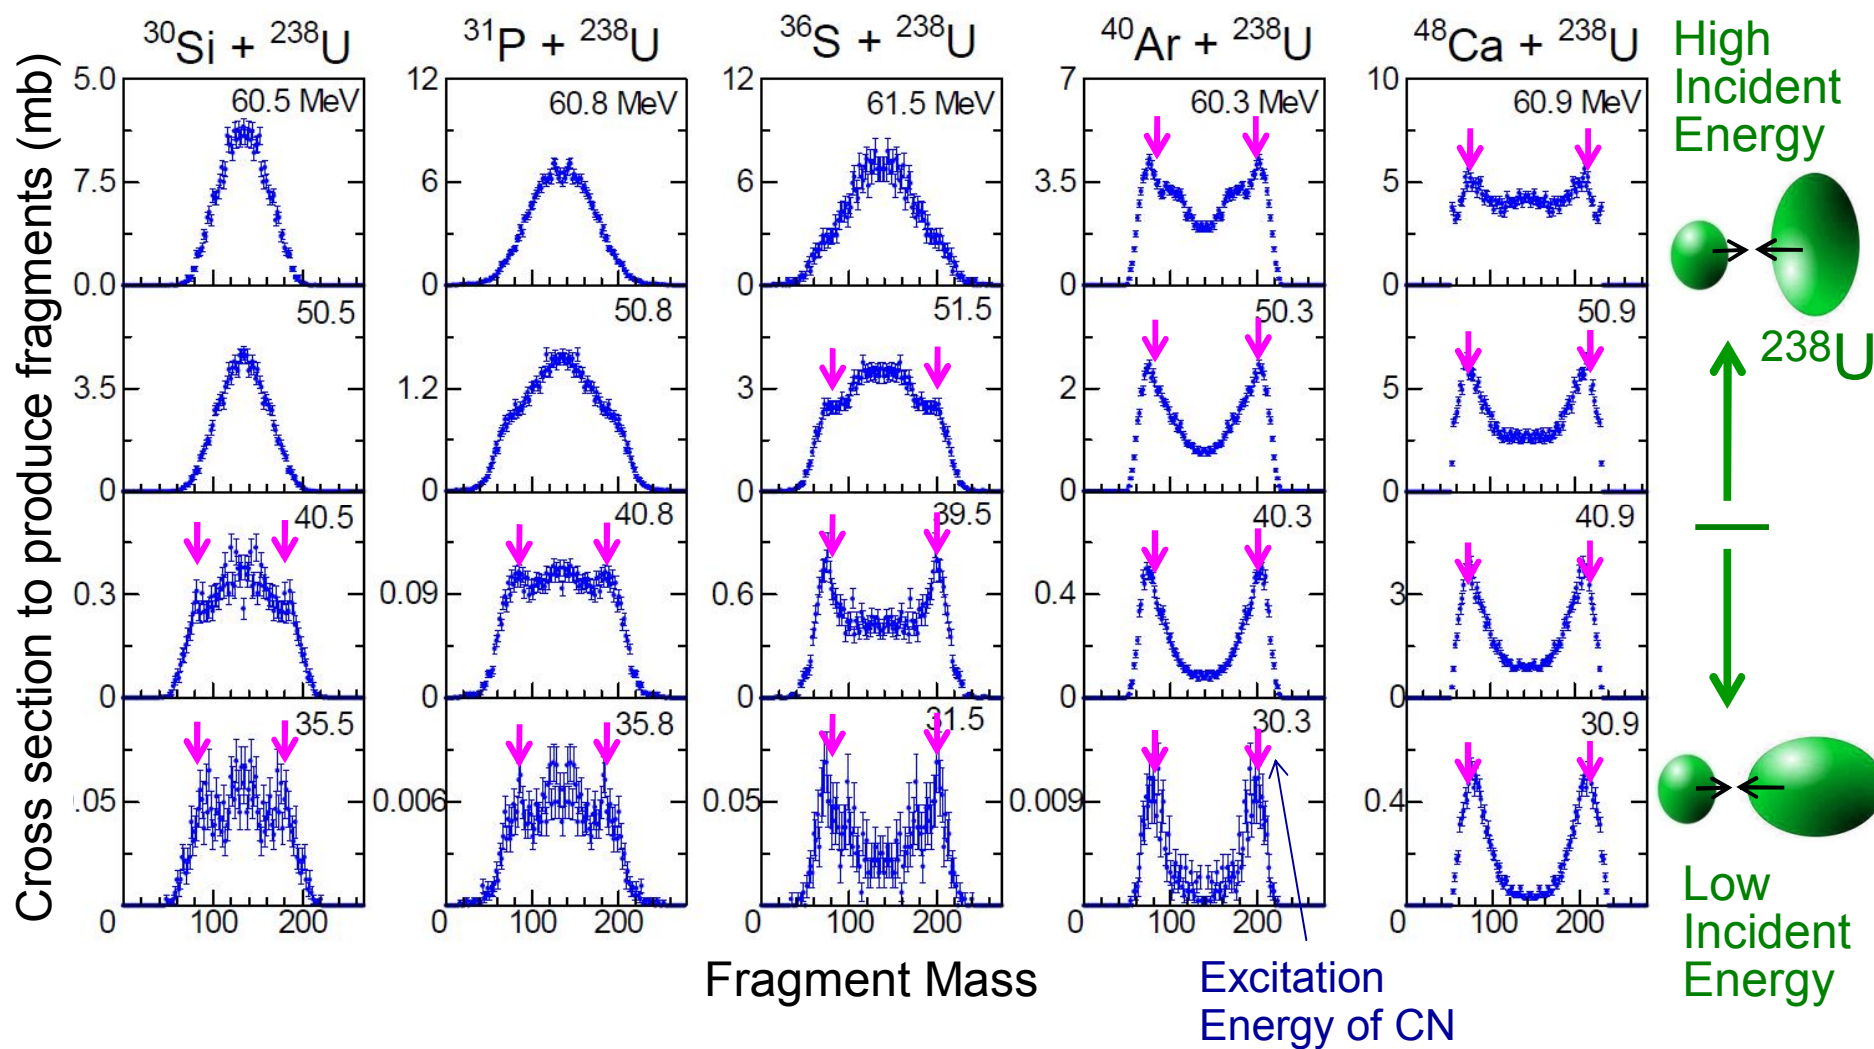 ³⁰Si + ²³⁸U
³¹P + ²³⁸U
³⁶S + ²³⁸U
⁴⁰Ar + ²³⁸U
⁴⁸Ca + ²³⁸U
High
Incident
Energy
Cross section to produce fragments (mb)
5.0
7.5
0.0
60.5 MeV
12
6
0
60.8 MeV
12
6
0
61.5 MeV
7
3.5
0
60.3 MeV
10
5
0
60.9 MeV
3.5
0
50.5
1.2
0
50.8
3
0
51.5
2
0
50.3
5
0
50.9
²³⁸U
0.3
0
40.5
0.09
0
40.8
0.6
0
39.5
0.4
0
40.3
3
0
40.9
.05
35.5
0.006
35.8
0.05
31.5
0.009
30.3
0.4
30.9
0 100 200
0 100 200
0 100 200
0 100 200
0 100 200
Low
Incident
Energy
Fragment Mass
Excitation
Energy of CN